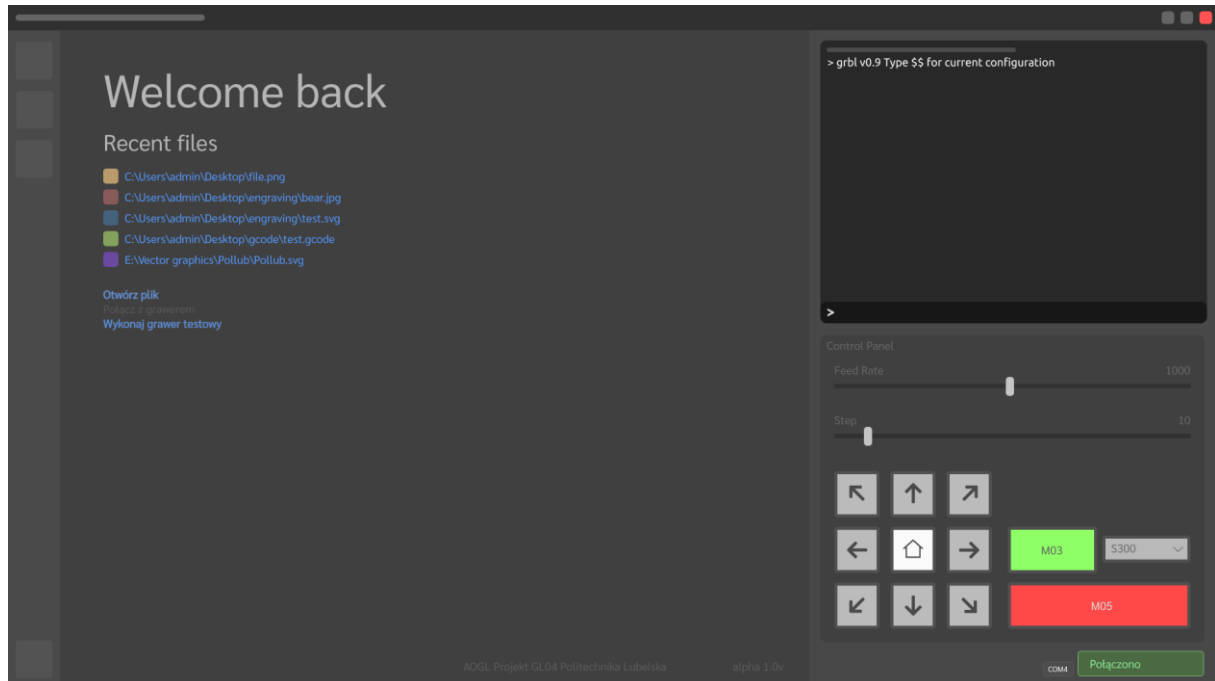 Welcome back
Recent files
C:\Users\admin\Desktop\file.png
C:\Users\admin\Desktop\engraving\bear.jpg
C:\Users\admin\Desktop\engraving\test.svg
C:\Users\admin\Desktop\gcode\test.gcode
E:\Vector graphics\Pollub\Pollub.svg
Otwórz plik
Połącz z grawerem
Wykonaj grawer testowy
AOGL Projekt GL04 Politechnika Lubelska alpha 1.0v
> grbl v0.9 Type $$ for current configuration
>
Control Panel
Feed Rate 1000
Step 10
M03 S300
M05
COM4 Połączono